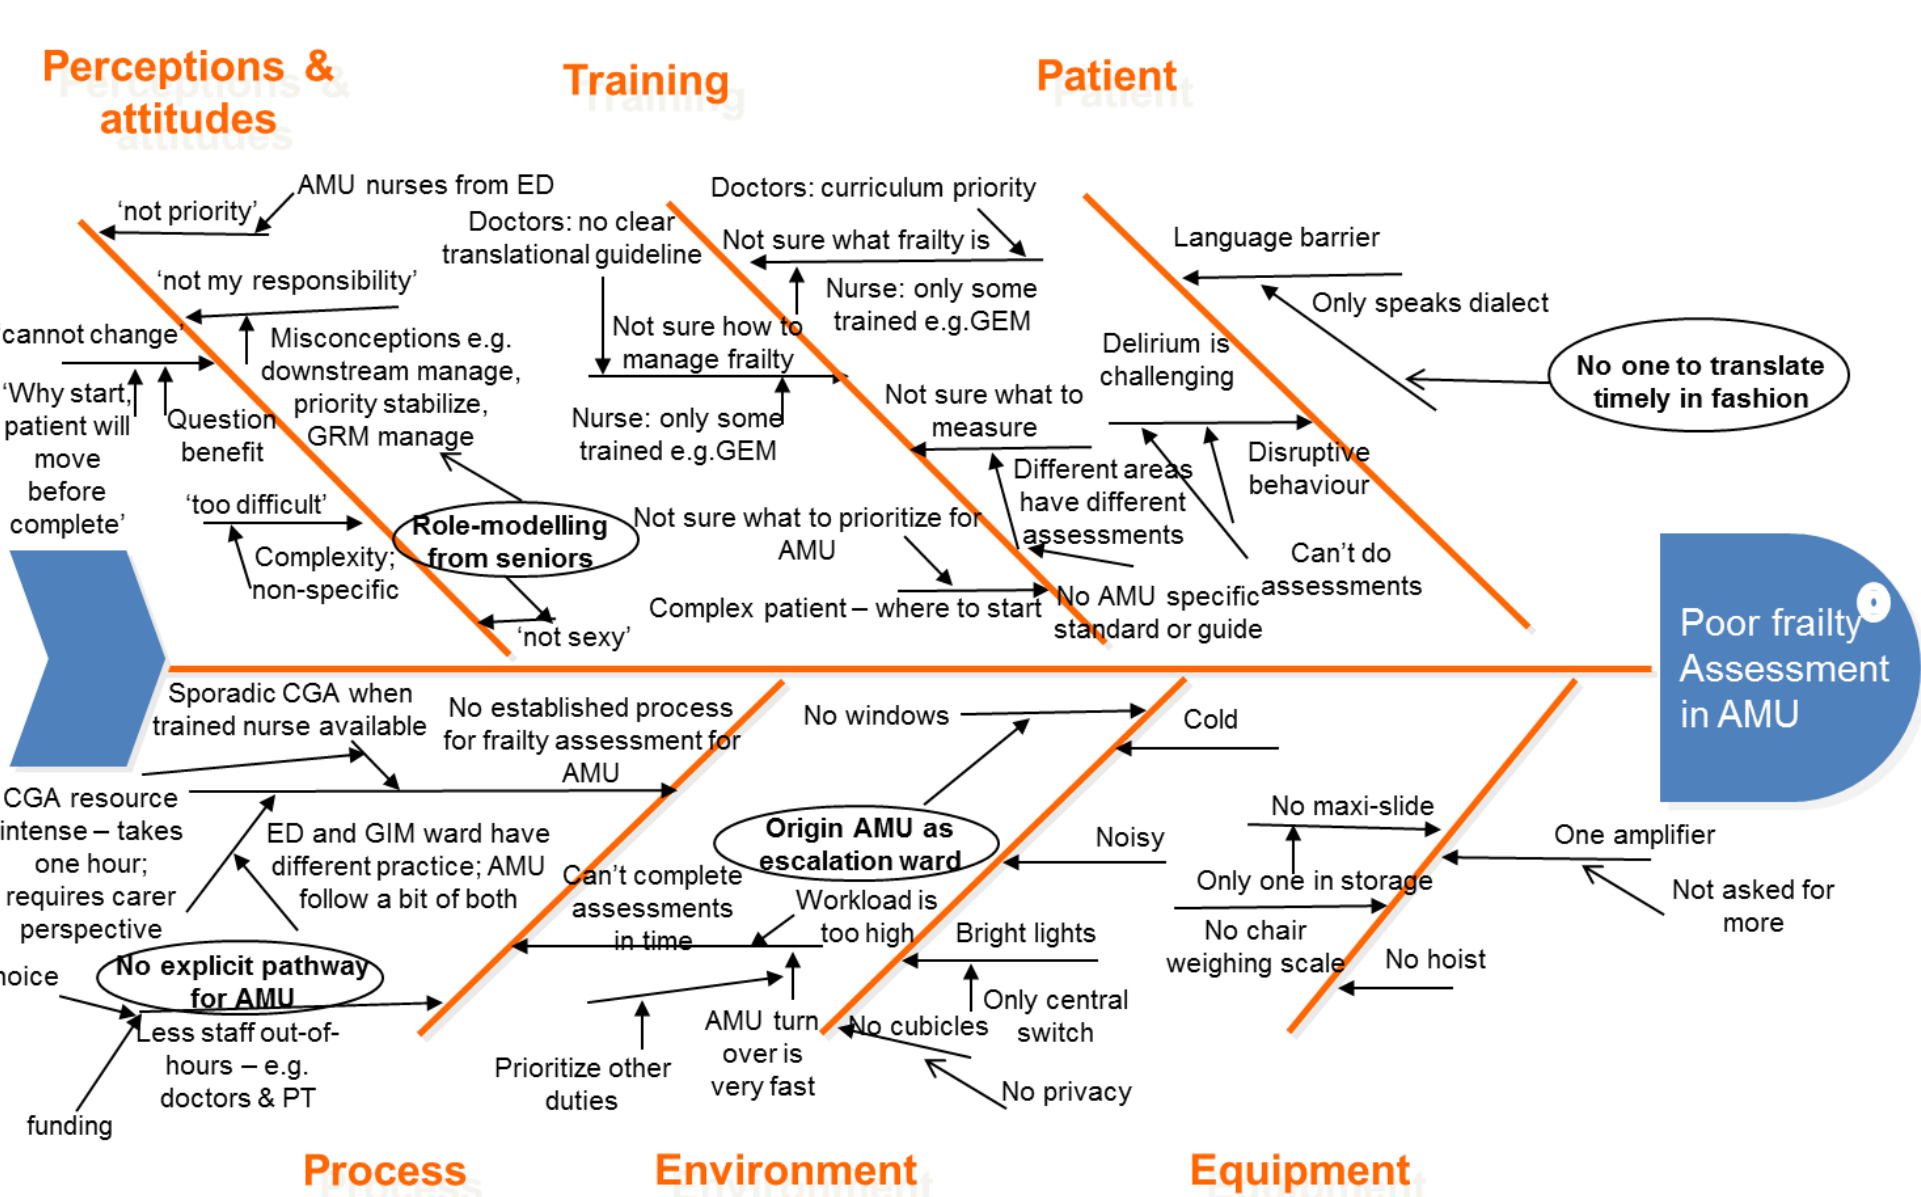 Perceptions &
attitudes
Training
Patient
AMU nurses from ED
‘not priority’
‘not my responsibility’
‘cannot change’
Misconceptions e.g.
downstream manage,
priority stabilize,
GRM manage
‘Why start,
patient will
move
before
complete’
Question
benefit
‘too difficult’
Complexity;
non-specific
Role-modelling
from seniors
‘not sexy’
Doctors: curriculum priority
Doctors: no clear
translational guideline
Not sure what frailty is
Nurse: only some
trained e.g.GEM
Not sure how to
manage frailty
Nurse: only some
trained e.g.GEM
Not sure what to
measure
Different areas
have different
assessments
Not sure what to prioritize for
AMU
Complex patient – where to start
No AMU specific
standard or guide
Language barrier
Only speaks dialect
No one to translate
timely in fashion
Delirium is
challenging
Disruptive
behaviour
Can’t do
assessments
Poor frailty
Assessment
in AMU
Sporadic CGA when
trained nurse available
No established process
for frailty assessment for
AMU
CGA resource
intense – takes
one hour;
requires carer
perspective
ED and GIM ward have
different practice; AMU
follow a bit of both
No explicit pathway
for AMU
Less staff out-of-
hours – e.g.
doctors & PT
funding
Can’t complete
assessments
in time
Workload is
too high
Prioritize other
duties
AMU turn
over is
very fast
No windows
Cold
Origin AMU as
escalation ward
Noisy
Bright lights
Only central
switch
No cubicles
No privacy
No maxi-slide
Only one in storage
One amplifier
Not asked for
more
No chair
weighing scale
No hoist
Process
Environment
Equipment